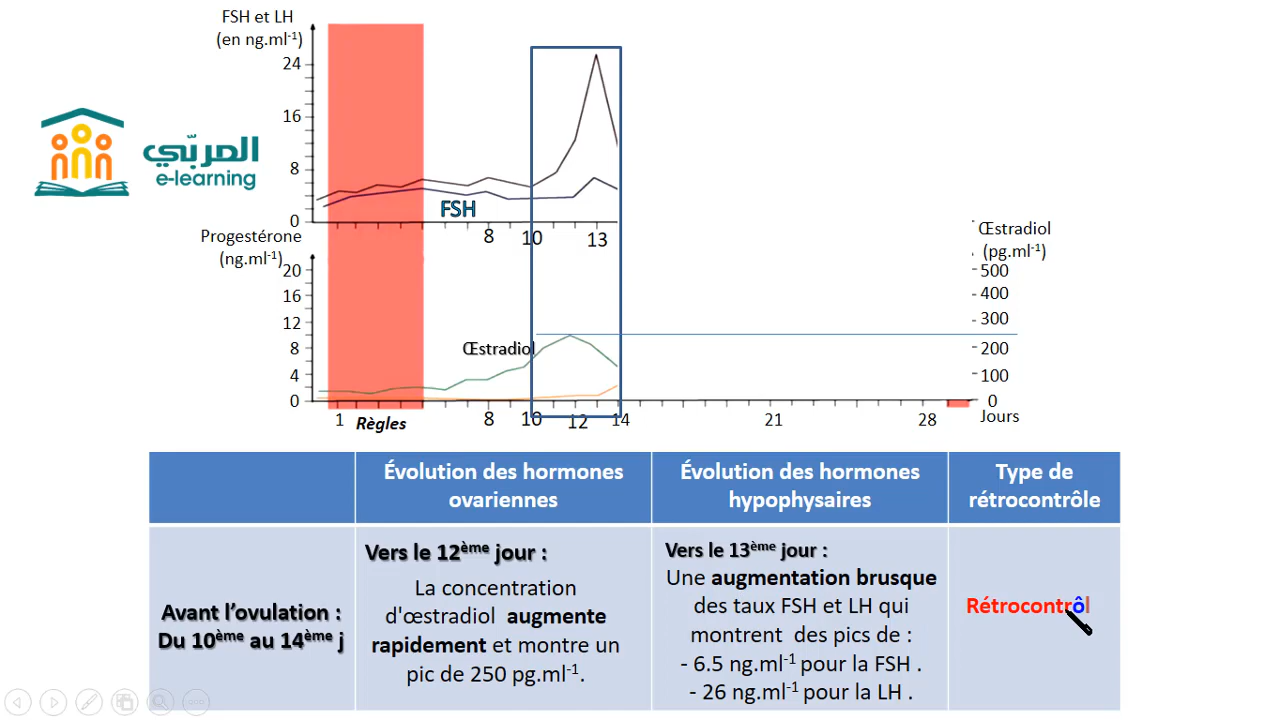 FSH et LH
(en ng.ml-1)
24
16
8
0
FSH
8
10
13
المربّي
e-learning
Progestérone
(ng.ml-1)
20
16
12
8
4
0
Œstradiol
1
Règles
8
10
12
14
21
28
Jours
Œstradiol
(pg.ml-1)
500
400
300
200
100
0
Évolution des hormones
ovariennes
Évolution des hormones
hypophysaires
Type de
rétrocontrôle
Avant l’ovulation :
Du 10ème au 14ème j
Vers le 12ème jour :
La concentration
d'œstradiol augmente
rapidement et montre un
pic de 250 pg.ml-1.
Vers le 13ème jour :
Une augmentation brusque
des taux FSH et LH qui
montrent des pics de :
- 6.5 ng.ml-1 pour la FSH .
- 26 ng.ml-1 pour la LH .
Rétrocontrôl